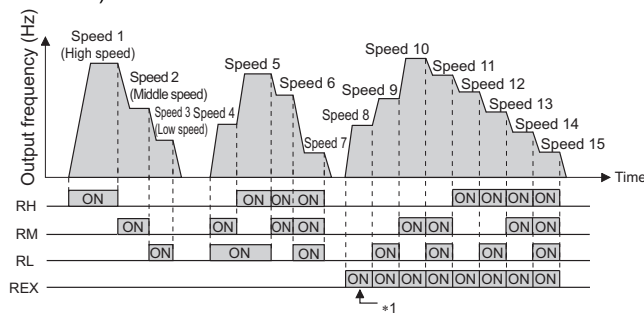 Output frequency (Hz)
Speed 1
(High speed)
Speed 2
(Middle speed)
Speed 3
(Low speed)
Speed 4
Speed 5
Speed 6
Speed 7
Speed 8
Speed 9
Speed 10
Speed 11
Speed 12
Speed 13
Speed 14
Speed 15
Time
RH ON ON ON ON ON ON ON ON
RM ON ON ON ON ON ON ON ON
RL ON ON ON ON ON ON ON
REX ON ON ON ON ON ON ON ON
*1